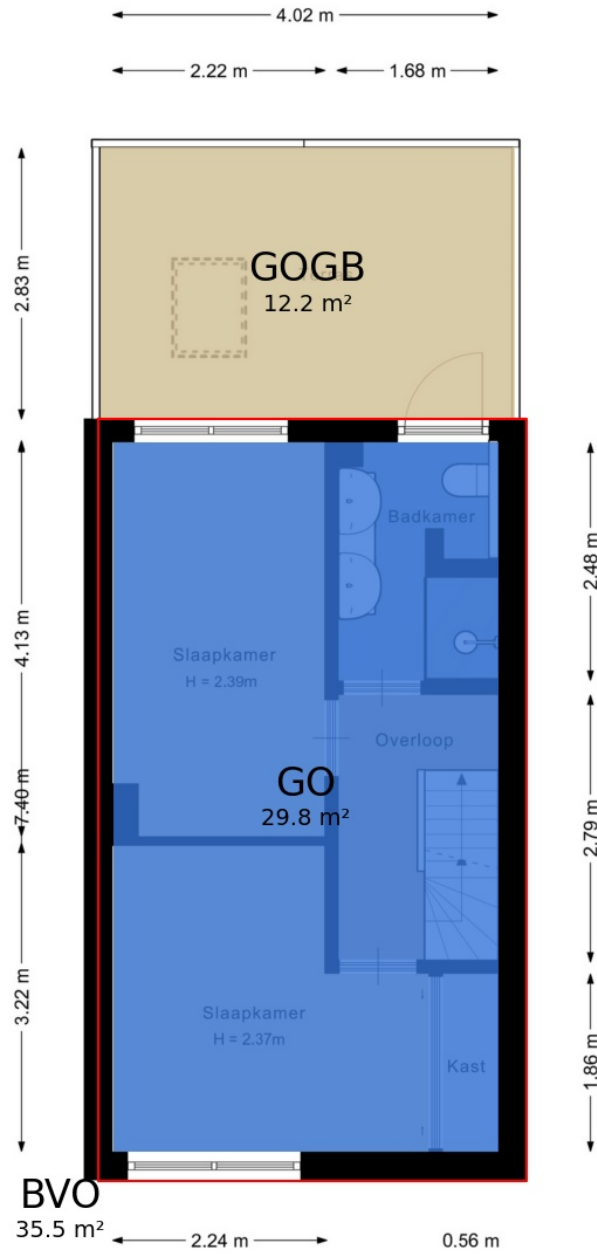 4.02 m
2.22 m
1.68 m
2.83 m
GOGB
12.2 m²
Badkamer
2.48 m
4.13 m
Slaapkamer
H = 2.39m
Overloop
GO
29.8 m²
7.40 m
2.79 m
3.22 m
Slaapkamer
H = 2.37m
Kast
1.86 m
BVO
35.5 m²
2.24 m
0.56 m